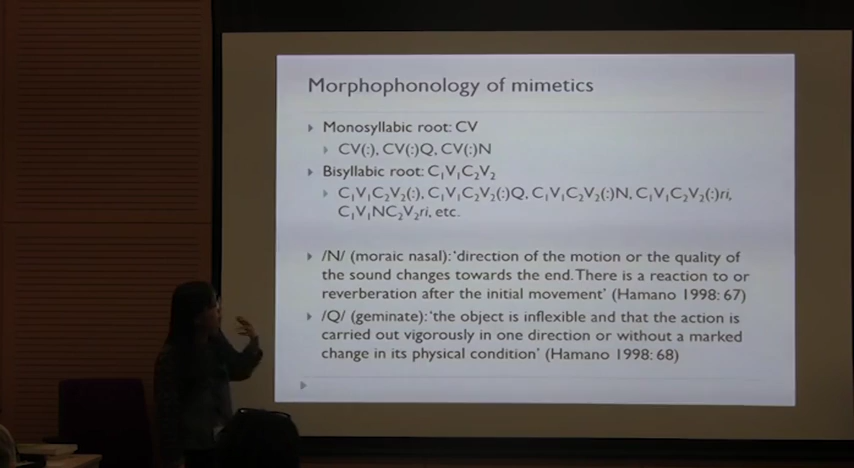 Morphophonology of mimetics
Monosyllabic root: CV
CV(:), CV(:)Q, CV(:)N
Bisyllabic root: C₁V₁C₂V₂
C₁V₁C₂V₂(:), C₁V₁C₂V₂(:)Q, C₁V₁C₂V₂(:)N, C₁V₁C₂V₂(:)ri,
C₁V₁NC₂V₂ri, etc.
/N/ (moraic nasal): ‘direction of the motion or the quality of
the sound changes towards the end. There is a reaction to or
reverberation after the initial movement’ (Hamano 1998: 67)
/Q/ (geminate): ‘the object is inflexible and that the action is
carried out vigorously in one direction or without a marked
change in its physical condition’ (Hamano 1998: 68)